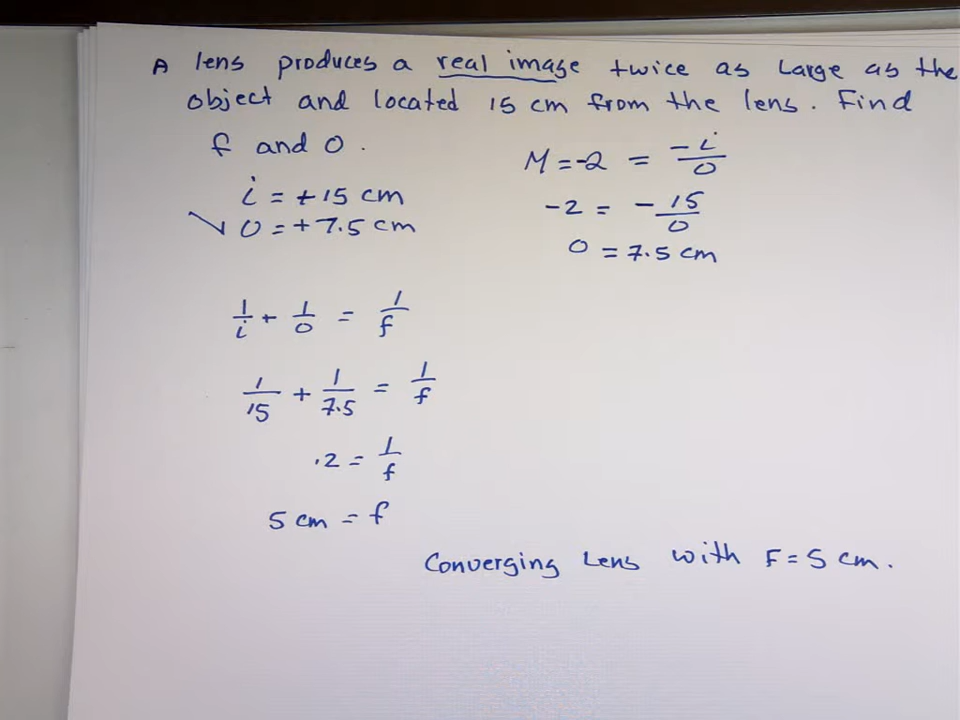 A lens produces a real image twice as large as the
object and located 15 cm from the lens. Find
f and o.
i = +15 cm
o = +7.5 cm
M = -2 = -i/o
-2 = -15/o
o = 7.5 cm
1/i + 1/o = 1/f
1/15 + 1/7.5 = 1/f
.2 = 1/f
5 cm = f
Converging Lens with F = 5 cm.